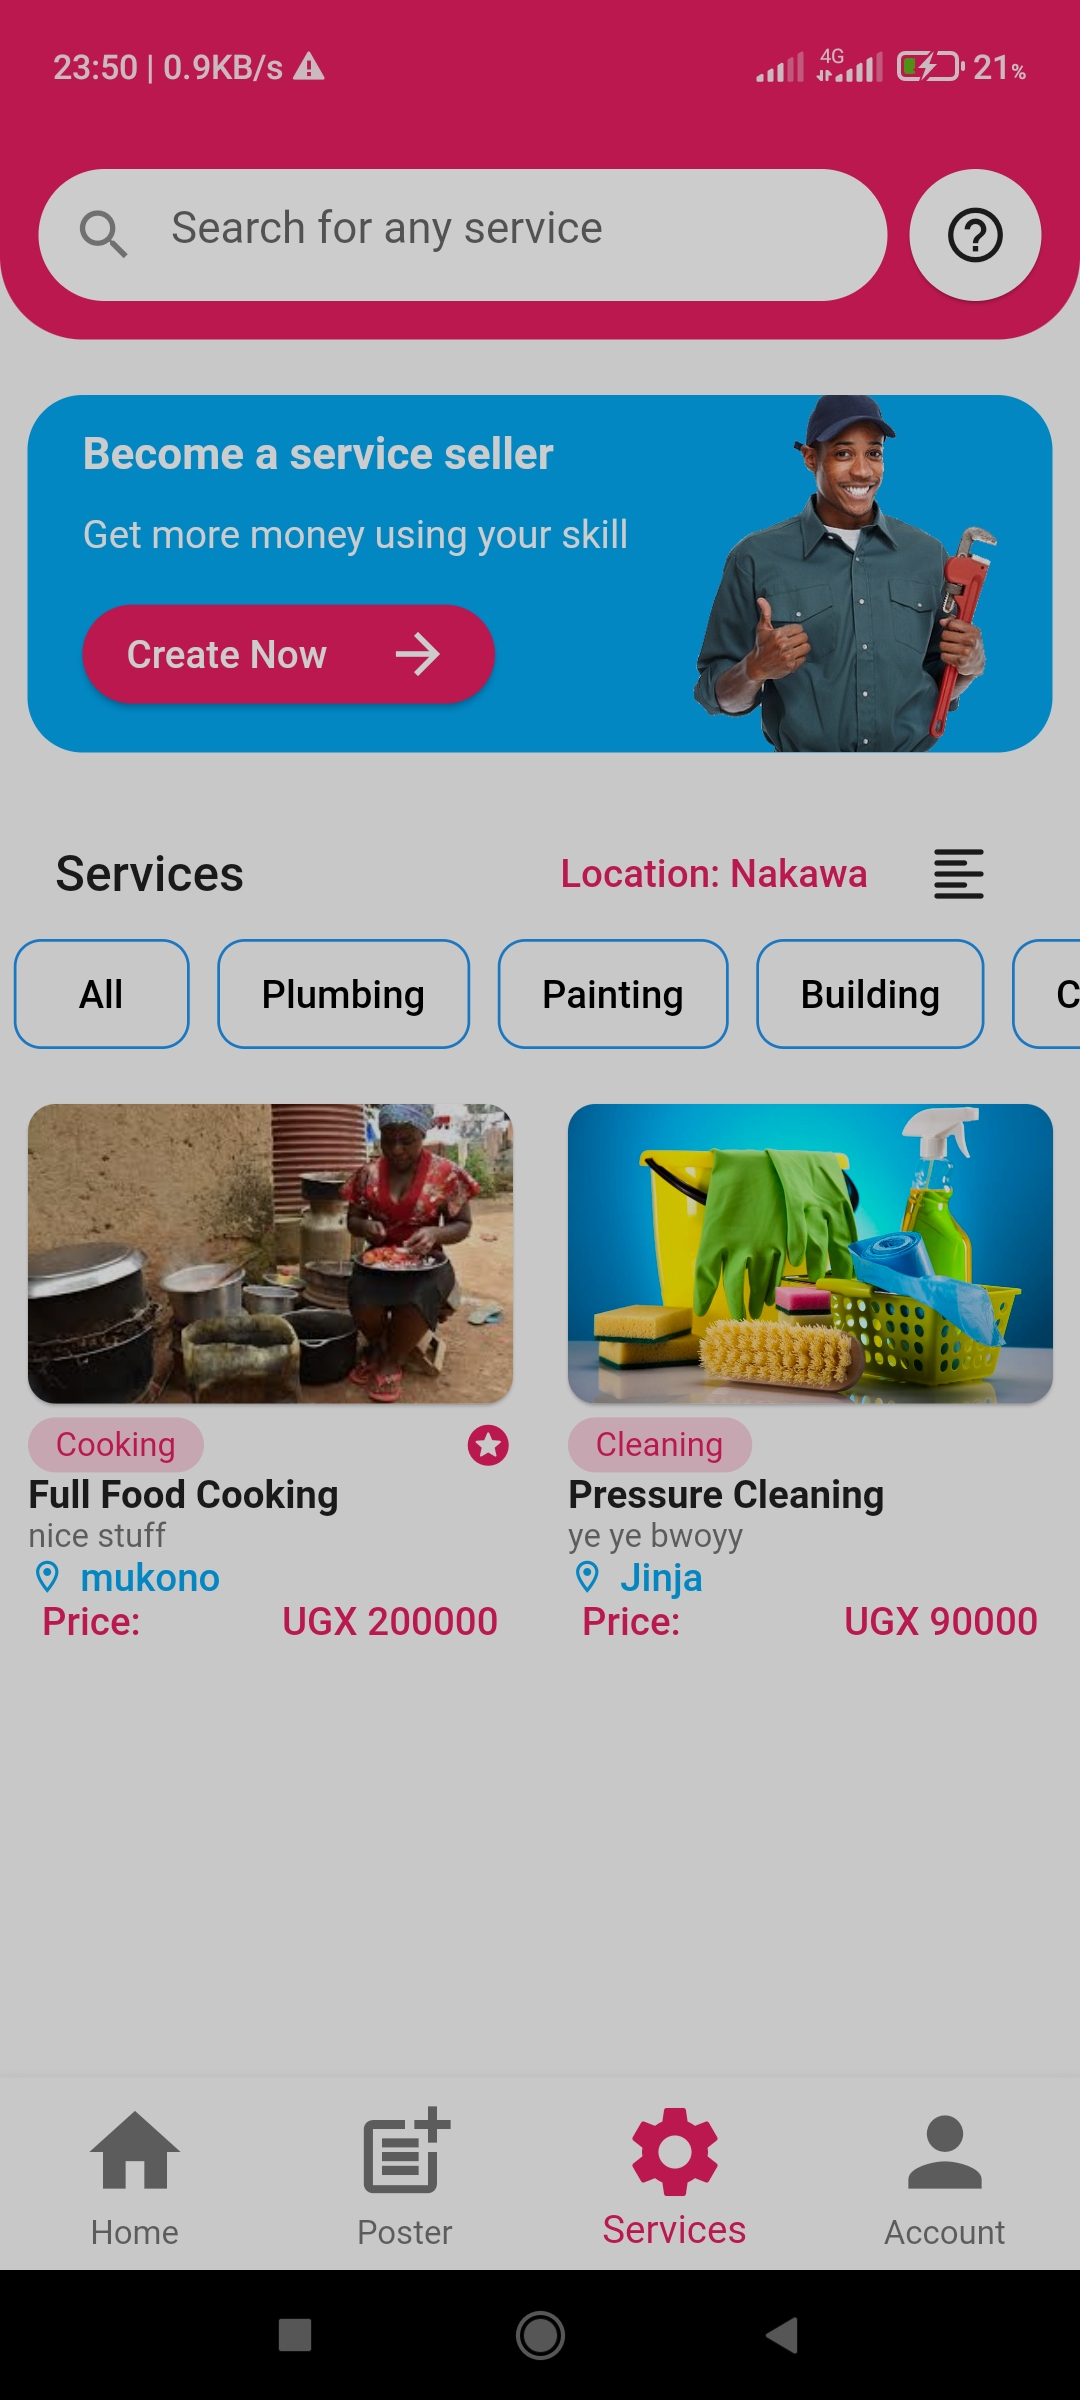 23:50 | 0.9KB/s
4G
21%
Search for any service
Become a service seller
Get more money using your skill
Create Now
Services
Location: Nakawa
All
Plumbing
Painting
Building
C
Cooking
Full Food Cooking
nice stuff
mukono
Price: UGX 200000
Cleaning
Pressure Cleaning
ye ye bwoyy
Jinja
Price: UGX 90000
Home
Poster
Services
Account